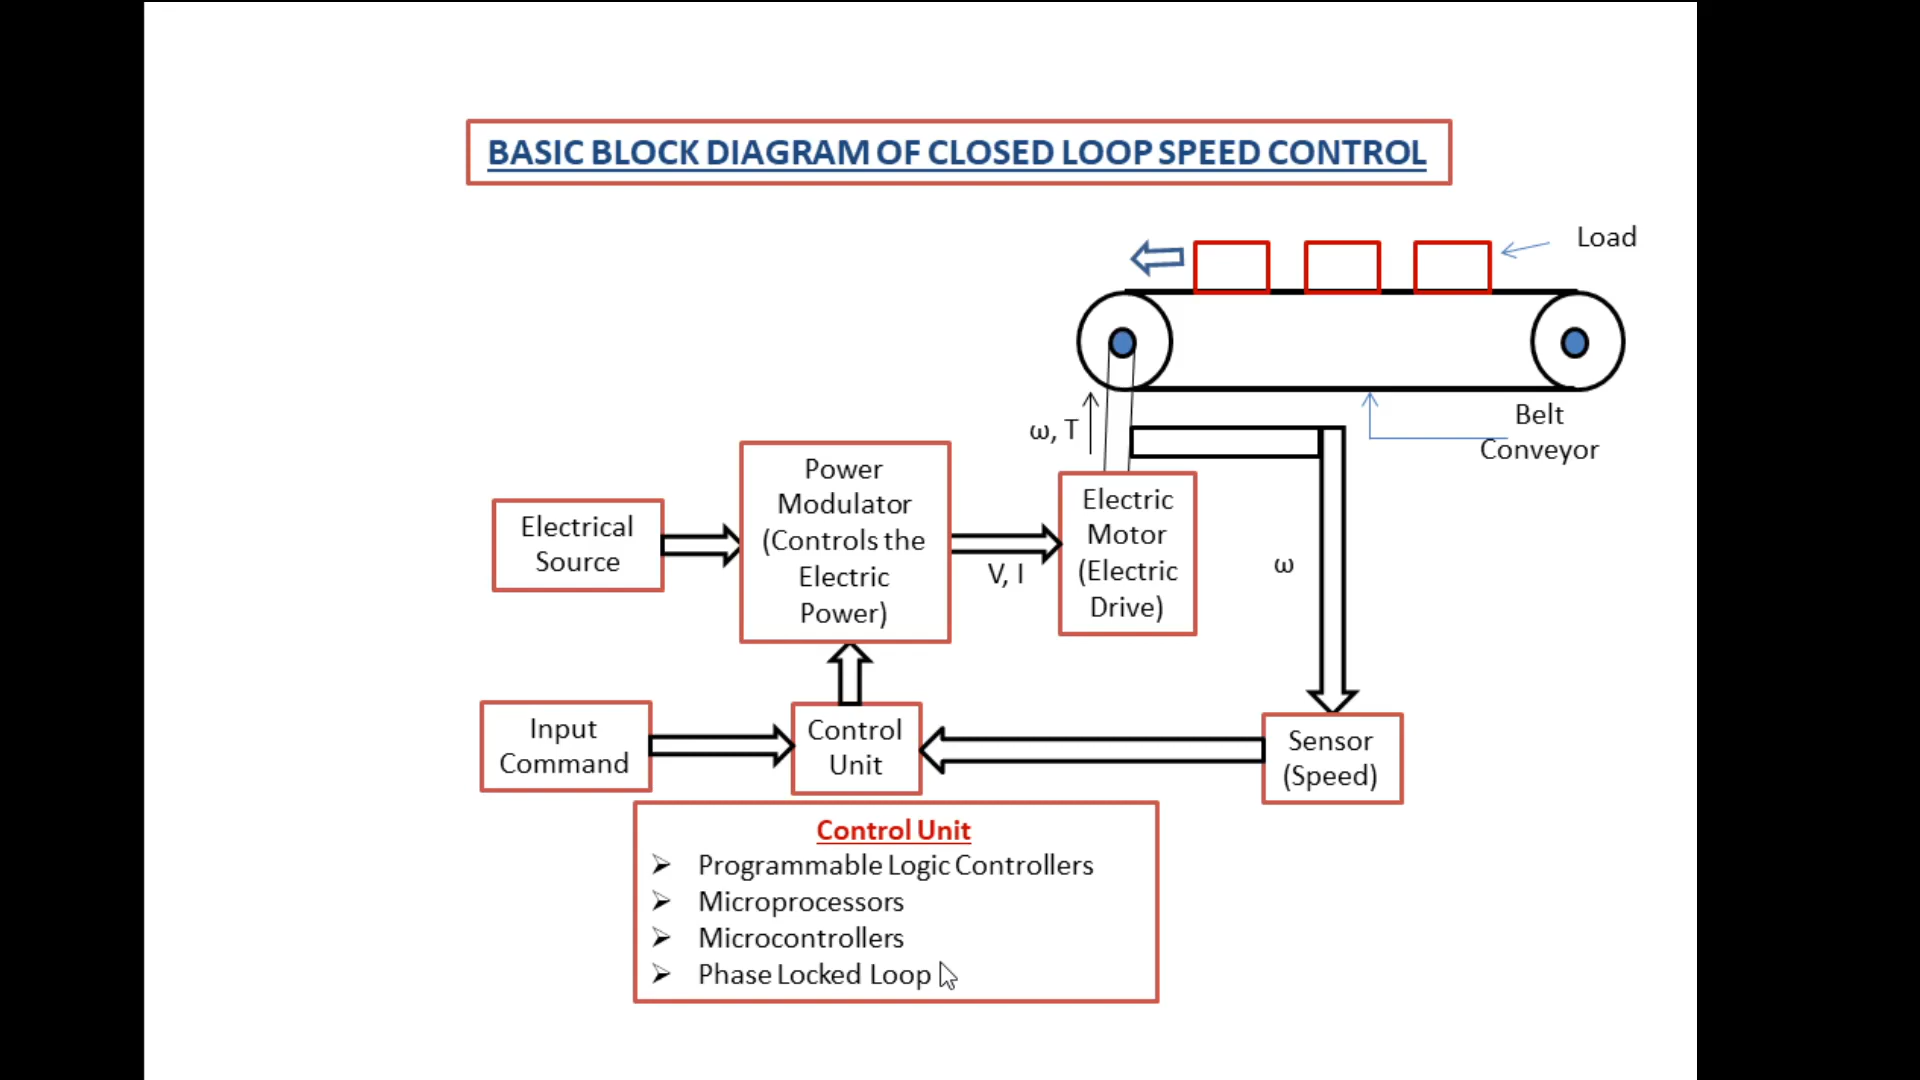 BASIC BLOCK DIAGRAM OF CLOSED LOOP SPEED CONTROL
Load
Belt
Conveyor
ω, T
Power
Modulator
(Controls the
Electric
Power)
Electrical
Source
V, I
Electric
Motor
(Electric
Drive)
ω
Input
Command
Control
Unit
Sensor
(Speed)
Control Unit
➢ Programmable Logic Controllers
➢ Microprocessors
➢ Microcontrollers
➢ Phase Locked Loop